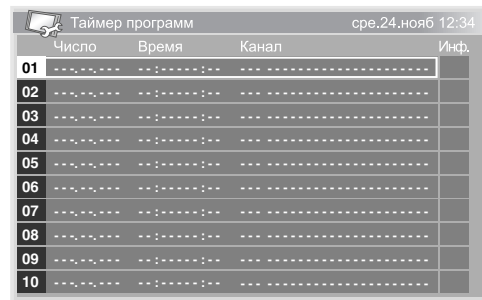 Таймер программ сре.24.нояб 12:34
Число Время Канал Инф.
01 ---.--.--- --:-----:-- --- ----------------------
02 ---.--.--- --:-----:-- --- ----------------------
03 ---.--.--- --:-----:-- --- ----------------------
04 ---.--.--- --:-----:-- --- ----------------------
05 ---.--.--- --:-----:-- --- ----------------------
06 ---.--.--- --:-----:-- --- ----------------------
07 ---.--.--- --:-----:-- --- ----------------------
08 ---.--.--- --:-----:-- --- ----------------------
09 ---.--.--- --:-----:-- --- ----------------------
10 ---.--.--- --:-----:-- --- ----------------------